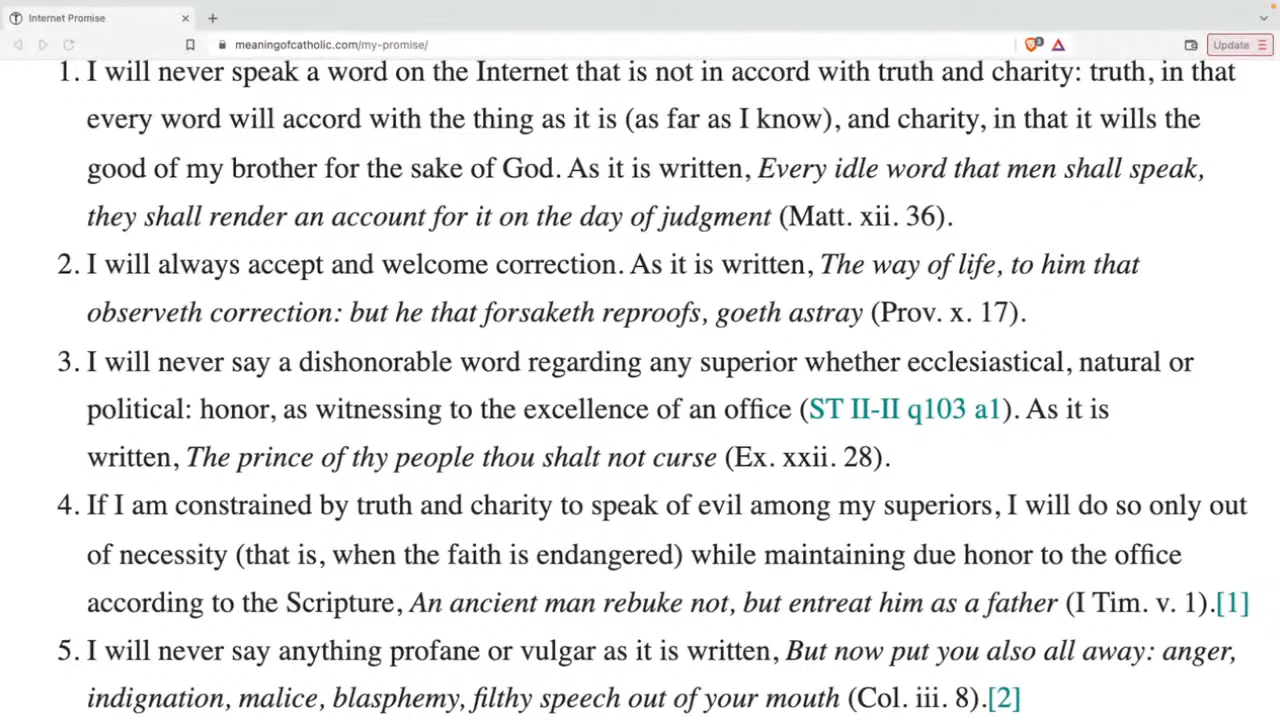 Internet Promise
meaningofcatholic.com/my-promise/
Update
1. I will never speak a word on the Internet that is not in accord with truth and charity: truth, in that
every word will accord with the thing as it is (as far as I know), and charity, in that it wills the
good of my brother for the sake of God. As it is written, Every idle word that men shall speak,
they shall render an account for it on the day of judgment (Matt. xii. 36).
2. I will always accept and welcome correction. As it is written, The way of life, to him that
observeth correction: but he that forsaketh reproofs, goeth astray (Prov. x. 17).
3. I will never say a dishonorable word regarding any superior whether ecclesiastical, natural or
political: honor, as witnessing to the excellence of an office (ST II-II q103 a1). As it is
written, The prince of thy people thou shalt not curse (Ex. xxii. 28).
4. If I am constrained by truth and charity to speak of evil among my superiors, I will do so only out
of necessity (that is, when the faith is endangered) while maintaining due honor to the office
according to the Scripture, An ancient man rebuke not, but entreat him as a father (I Tim. v. 1).[1]
5. I will never say anything profane or vulgar as it is written, But now put you also all away: anger,
indignation, malice, blasphemy, filthy speech out of your mouth (Col. iii. 8).[2]